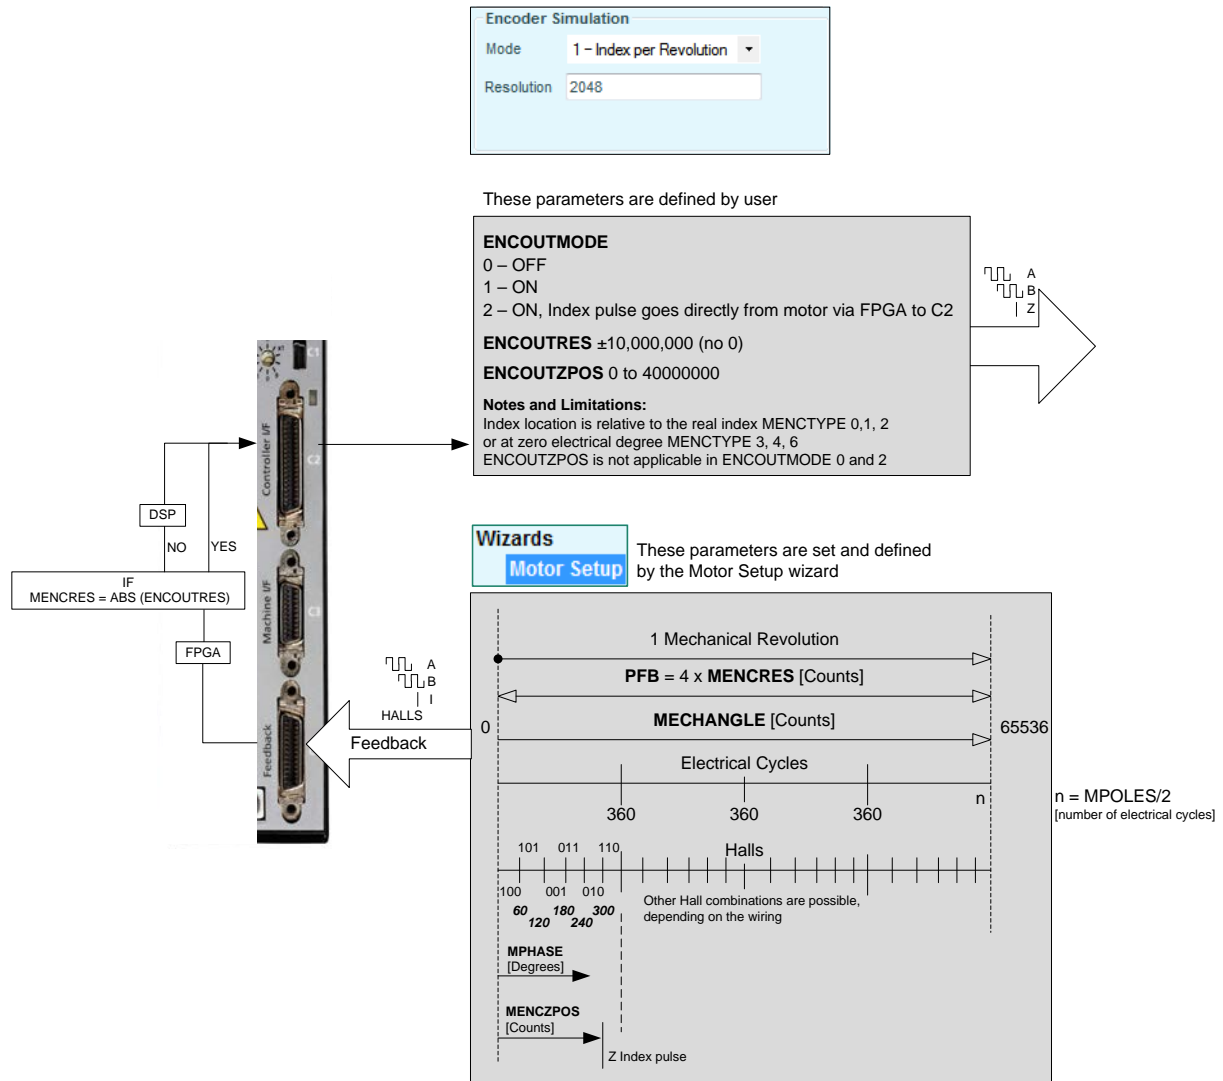 Encoder Simulation
Mode
1 – Index per Revolution
Resolution
2048
These parameters are defined by user
ENCOUTMODE
0 – OFF
1 – ON
2 – ON, Index pulse goes directly from motor via FPGA to C2
ENCOUTRES ±10,000,000 (no 0)
ENCOUTZPOS 0 to 40000000
Notes and Limitations:
Index location is relative to the real index MENCTYPE 0,1, 2
or at zero electrical degree MENCTYPE 3, 4, 6
ENCOUTZPOS is not applicable in ENCOUTMODE 0 and 2
A
B
Z
C1
Controller I/F
C2
Machine I/F
C3
Feedback
DSP
NO
YES
IF
MENCRES = ABS (ENCOUTRES)
FPGA
A
B
I
HALLS
Feedback
Wizards
Motor Setup
These parameters are set and defined
by the Motor Setup wizard
1 Mechanical Revolution
PFB = 4 x MENCRES [Counts]
0
MECHANGLE [Counts]
65536
Electrical Cycles
n
360
360
360
n = MPOLES/2
[number of electrical cycles]
101
011
110
Halls
100
001
010
60
120
180
240
300
Other Hall combinations are possible,
depending on the wiring
MPHASE
[Degrees]
MENCZPOS
[Counts]
Z Index pulse